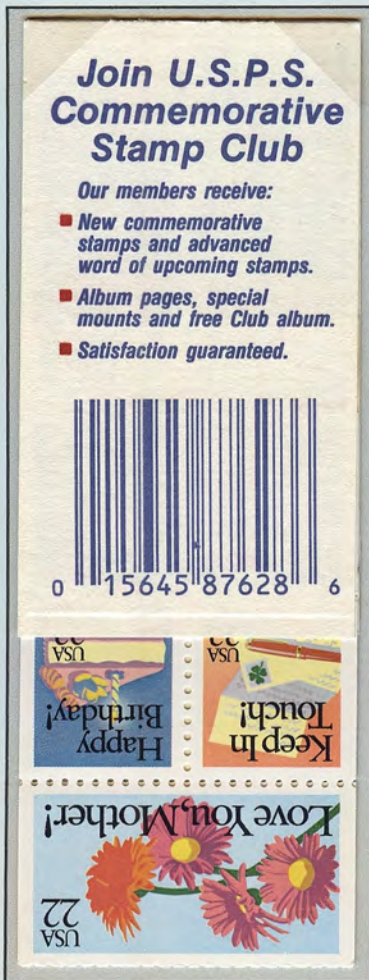 Join U.S.P.S.
Commemorative
Stamp Club
Our members receive:
New commemorative
stamps and advanced
word of upcoming stamps.
Album pages, special
mounts and free Club album.
Satisfaction guaranteed.
0 15645 87628 6
USA
Happy
Birthday!
USA
Keep In
Touch!
Love You, Mother!
USA
22